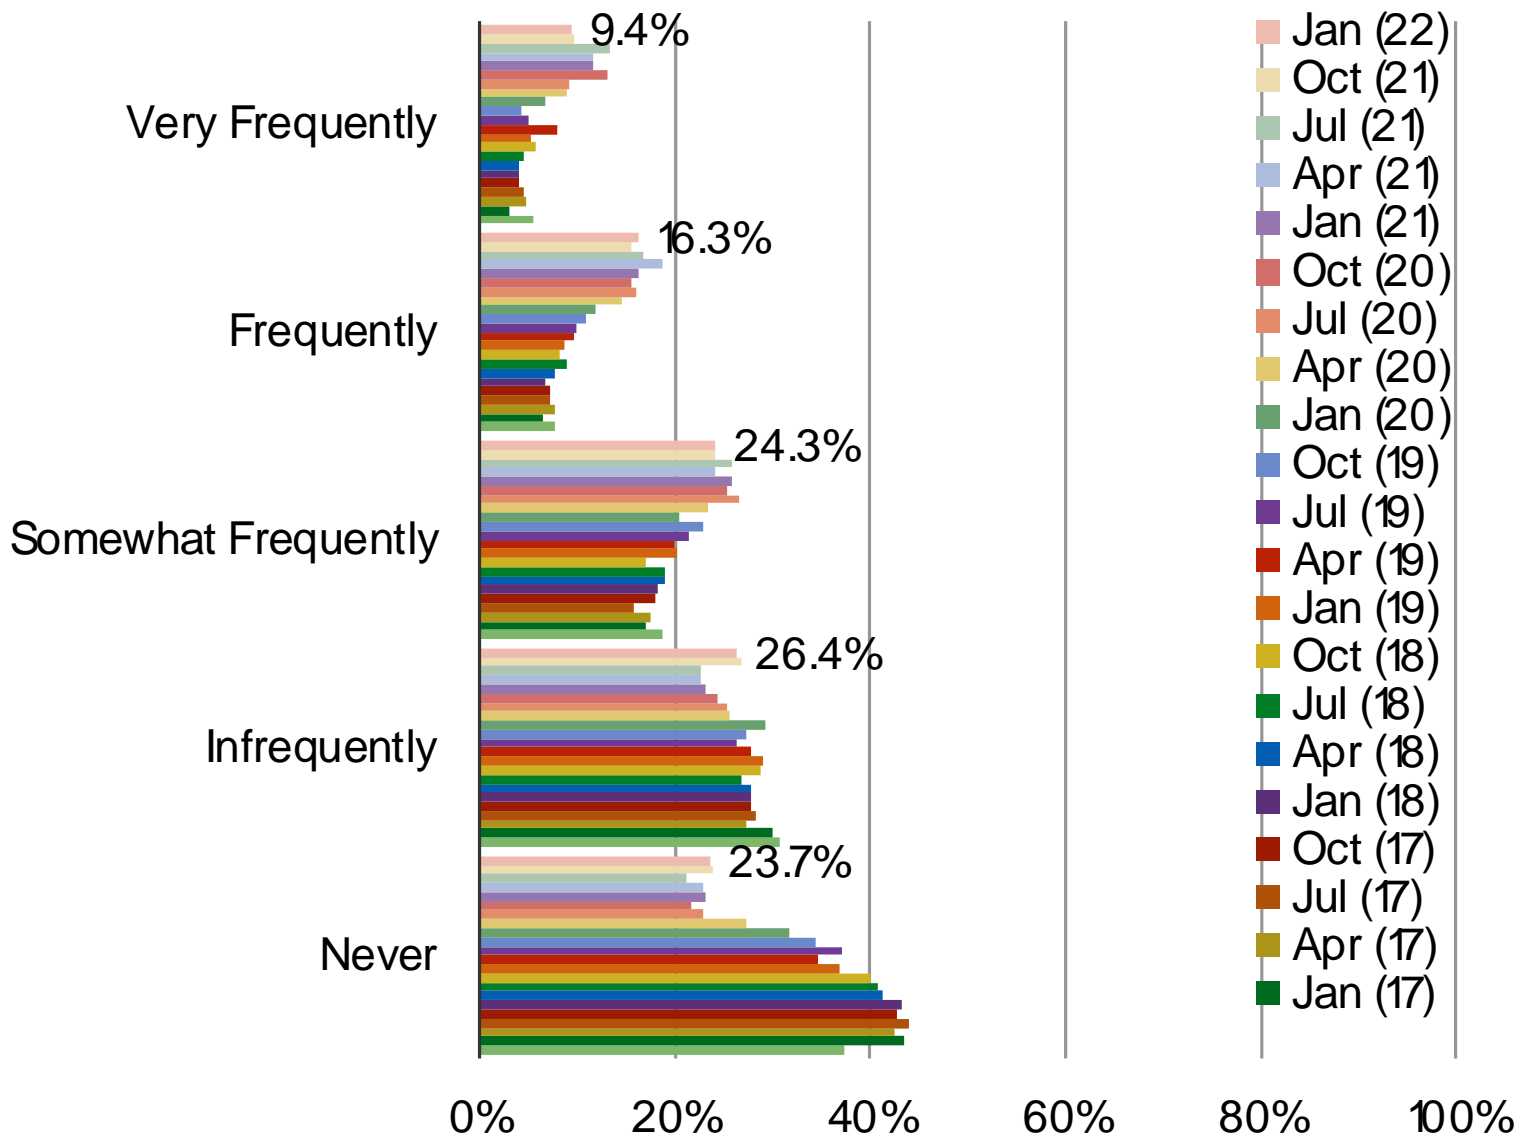 9.4%
Very Frequently
16.3%
Frequently
24.3%
Somewhat Frequently
26.4%
Infrequently
23.7%
Never
0% 20% 40% 60% 80% 100%
Jan (22)
Oct (21)
Jul (21)
Apr (21)
Jan (21)
Oct (20)
Jul (20)
Apr (20)
Jan (20)
Oct (19)
Jul (19)
Apr (19)
Jan (19)
Oct (18)
Jul (18)
Apr (18)
Jan (18)
Oct (17)
Jul (17)
Apr (17)
Jan (17)